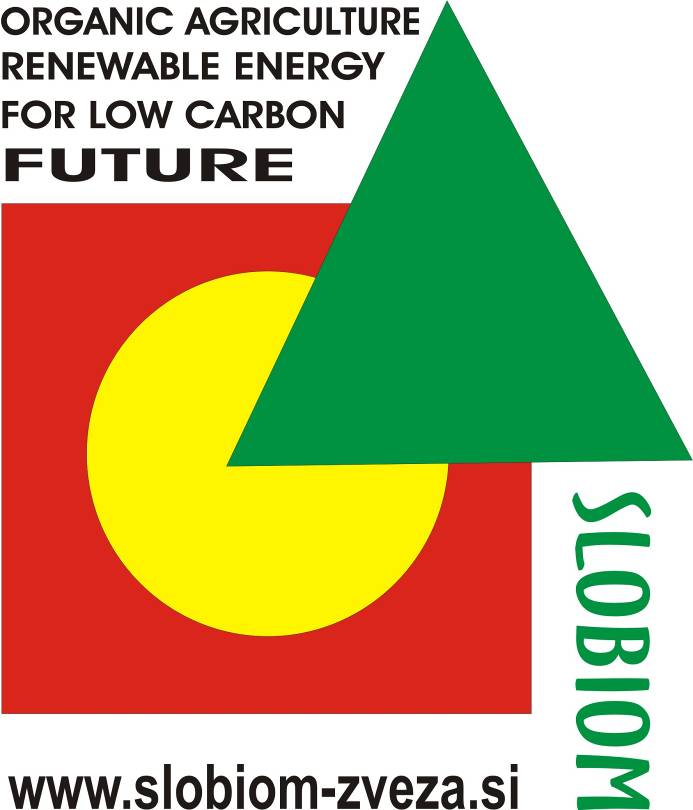 ORGANIC AGRICULTURE
RENEWABLE ENERGY
FOR LOW CARBON
FUTURE
SLOBIOM
www.slobiom-zveza.si